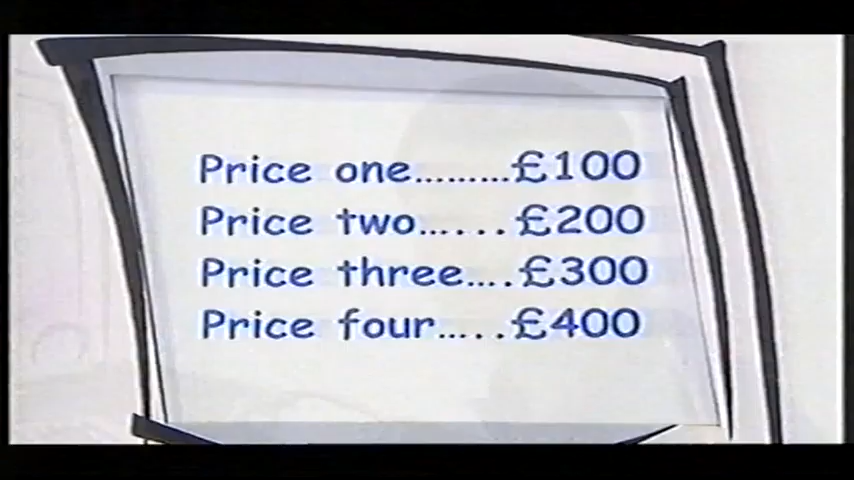 Price one.........£100
Price two......£200
Price three....£300
Price four.....£400